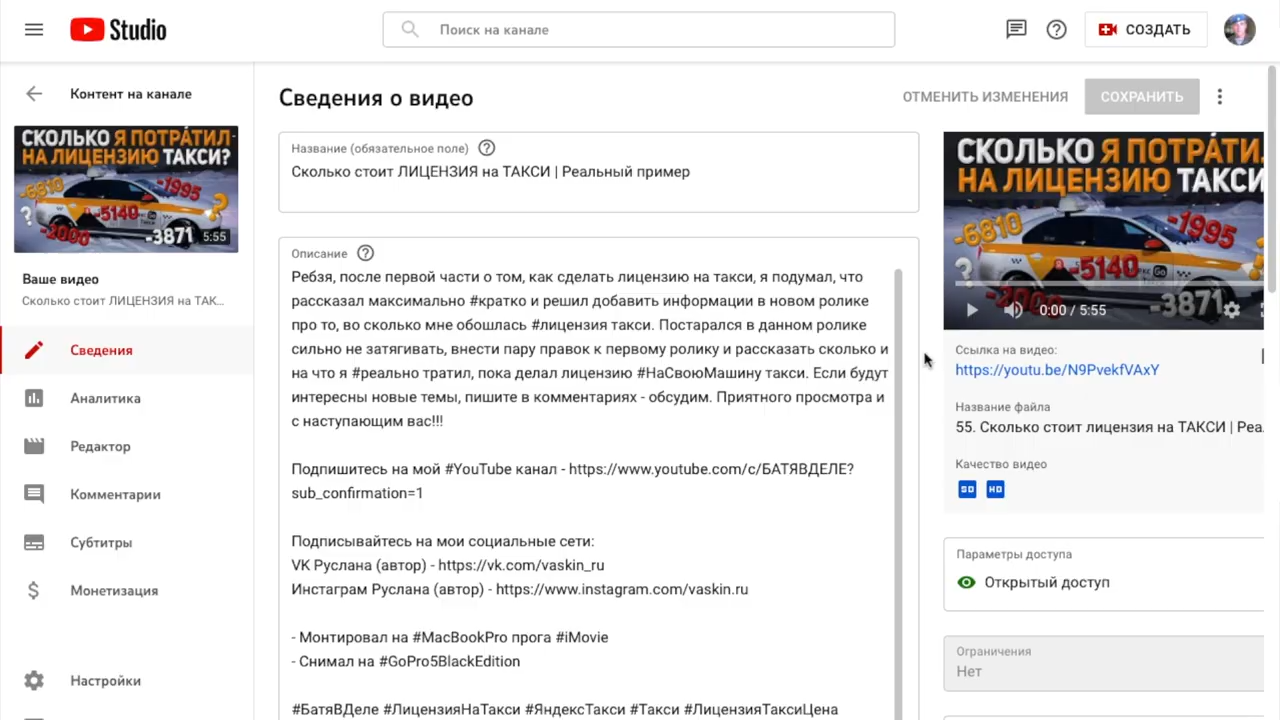 Studio
Поиск на канале
СОЗДАТЬ
Контент на канале
Сведения о видео
ОТМЕНИТЬ ИЗМЕНЕНИЯ
СОХРАНИТЬ
СКОЛЬКО Я ПОТРАТИЛ
НА ЛИЦЕНЗИЮ ТАКСИ?
-6810
-1995
-5140
-2000
-3871
5:55
Ваше видео
Сколько стоит ЛИЦЕНЗИЯ на ТАК...
Сведения
Аналитика
Редактор
Комментарии
Субтитры
Монетизация
Настройки
Название (обязательное поле)
Сколько стоит ЛИЦЕНЗИЯ на ТАКСИ | Реальный пример
Описание
Ребзя, после первой части о том, как сделать лицензию на такси, я подумал, что
рассказал максимально #кратко и решил добавить информации в новом ролике
про то, во сколько мне обошлась #лицензия такси. Постарался в данном ролике
сильно не затягивать, внести пару правок к первому ролику и рассказать сколько и
на что я #реально тратил, пока делал лицензию #НаСвоюМашину такси. Если будут
интересны новые темы, пишите в комментариях - обсудим. Приятного просмотра и
с наступающим вас!!!
Подпишитесь на мой #YouTube канал - https://www.youtube.com/c/БАТЯВДЕЛЕ?
sub_confirmation=1
Подписывайтесь на мои социальные сети:
VK Руслана (автор) - https://vk.com/vaskin_ru
Инстаграм Руслана (автор) - https://www.instagram.com/vaskin.ru
- Монтировал на #MacBookPro прога #iMovie
- Снимал на #GoPro5BlackEdition
#БатяВДеле #ЛицензияНаТакси #ЯндексТакси #Такси #ЛицензияТаксиЦена
СКОЛЬКО Я ПОТРАТИ
НА ЛИЦЕНЗИЮ ТАКСИ
-6810
-1995
-5140
Go
-2000
-3871
0:00 / 5:55
Ссылка на видео:
https://youtu.be/N9PvekfVAxY
Название файла
55. Сколько стоит лицензия на ТАКСИ | Реа
Качество видео
SD HD
Параметры доступа
Открытый доступ
Ограничения
Нет